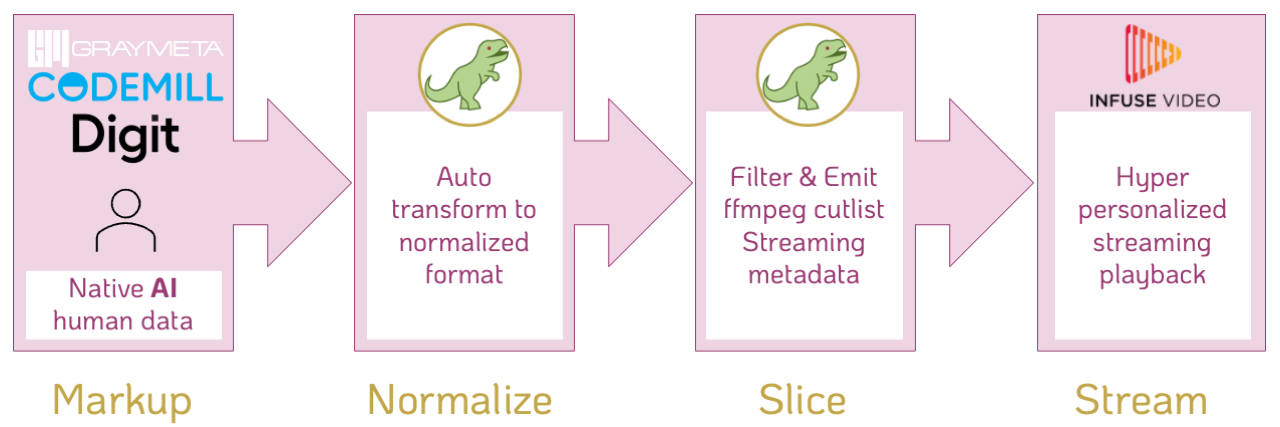 GRAYMETA
CODEMILL
Digit
Native AI
human data
Markup
Auto
transform to
normalized
format
Normalize
Filter & Emit
ffmpeg cutlist
Streaming
metadata
Slice
INFUSE VIDEO
Hyper
personalized
streaming
playback
Stream